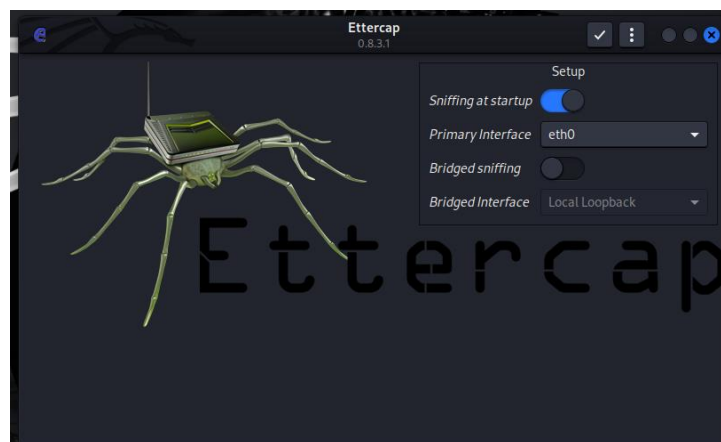 Ettercap
0.8.3.1
Setup
Sniffing at startup
Primary Interface eth0
Bridged sniffing
Bridged Interface Local Loopback
Ettercap